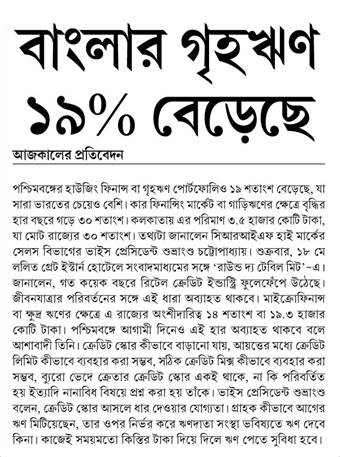 বাংলার গৃহঋণ
১৯% বেড়েছে
আজকালের প্রতিবেদন
পশ্চিমবঙ্গের হাউজিং ফিনান্স বা গৃহঋণ পোর্টফোলিও ১৯ শতাংশ বেড়েছে, যা
সারা ভারতের চেয়েও বেশি। কার ফিনান্সিং মার্কেট বা গাড়িঋণের ক্ষেত্রে বৃদ্ধির
হার বছরে গড়ে ৩০ শতাংশ। কলকাতায় এর পরিমাণ ৩.৫ হাজার কোটি টাকা,
যা মোট রাজ্যের ৩০ শতাংশ। তথ্যটা জানালেন সিআরআইএফ হাই মার্কের
সেলস বিভাগের ভাইস প্রেসিডেন্ট শুভ্রাংশু চট্টোপাধ্যায়। শুক্রবার, ১৮ মে
ললিত গ্রেট ইস্টার্ন হোটেলে সংবাদমাধ্যমের সঙ্গে ‘রাউন্ড দ্য টেবিল মিট’-এ।
জানালেন, গত কয়েক বছরে রিটেল ক্রেডিট ইন্ডাস্ট্রি ফুলেফেঁপে উঠেছে।
জীবনযাত্রার পরিবর্তনের সঙ্গে এই ধারা অব্যাহত থাকবে। মাইক্রোফিনান্স
বা ক্ষুদ্র ঋণের ক্ষেত্রে এ রাজ্যের অংশীদারিত্ব ১৪ শতাংশ বা ১৯.৩ হাজার
কোটি টাকা। পশ্চিমবঙ্গে আগামী দিনেও এই হার অব্যাহত থাকবে বলে
আশাবাদী তিনি। ক্রেডিট স্কোর কীভাবে বাড়ানো যায়, আয়ত্তের মধ্যে ক্রেডিট
লিমিট কীভাবে ব্যবহার করা সম্ভব, সঠিক ক্রেডিট মিক্স কীভাবে ব্যবহার করা
সম্ভব, ব্যুরো ভেদে ক্রেতার ক্রেডিট স্কোর একই থাকে, না কি পরিবর্তিত
হয় ইত্যাদি নানাবিধ বিষয়ে প্রশ্ন করা হয় তাঁকে। ভাইস প্রেসিডেন্ট শুভ্রাংশু
বলেন, ক্রেডিট স্কোর আসলে ধার দেওয়ার যোগ্যতা। গ্রাহক কীভাবে আগের
ঋণ মিটিয়েছেন, তার ওপর নির্ভর করে ঋণদাতা সংস্থা ভবিষ্যতে ঋণ দেবে
কিনা। কাজেই সময়মতো কিস্তির টাকা দিয়ে দিলে ঋণ পেতে সুবিধা হবে।